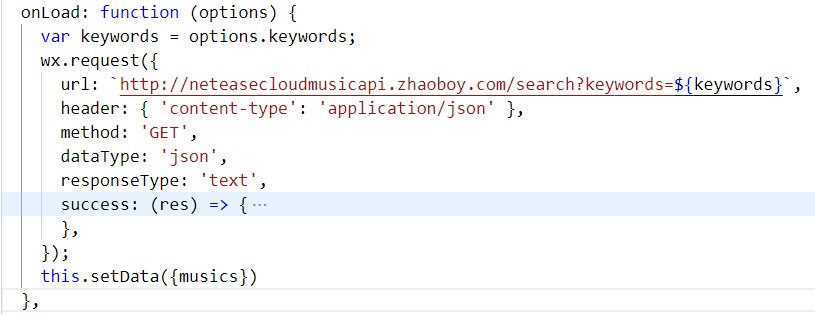 onLoad: function (options) {
var keywords = options.keywords;
wx.request({
url: `http://neteasecloudmusicapi.zhaoboy.com/search?keywords=${keywords}`,
header: { 'content-type': 'application/json' },
method: 'GET',
dataType: 'json',
responseType: 'text',
success: (res) => {···
},
});
this.setData({musics})
},